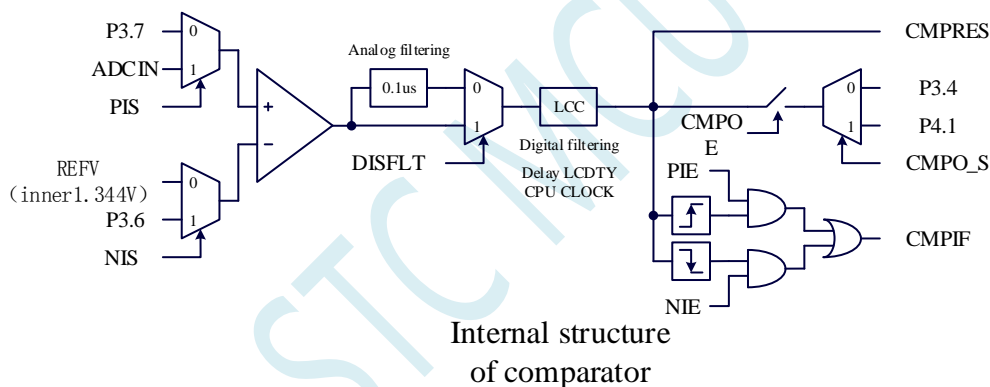 P3.7
0
ADCIN
1
PIS
+
−
REFV
(inner1.344V)
0
P3.6
1
NIS
Analog filtering
0.1us
0
1
DISFLT
LCC
Digital filtering
Delay LCDTY
CPU CLOCK
CMPRES
CMPO
E
0
P3.4
1
P4.1
CMPO_S
PIE
NIE
CMPIF
STC MCU
Internal structure
of comparator